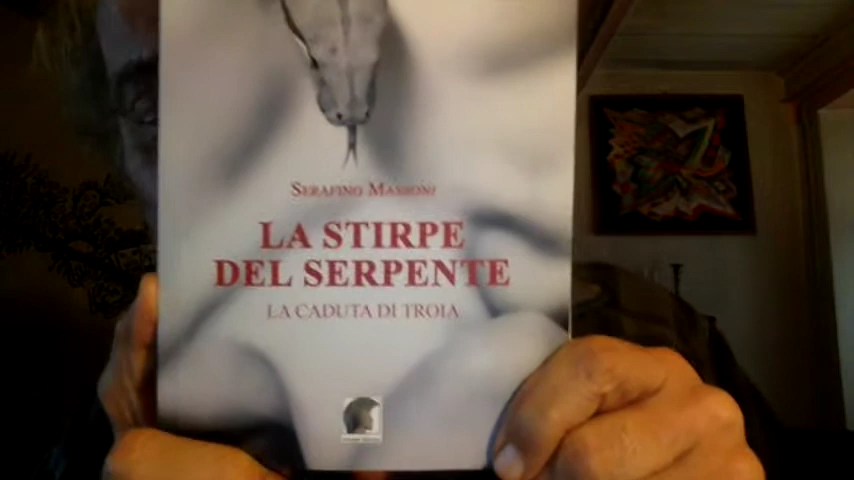 SERAFINO MASSONI
LA STIRPE
DEL SERPENTE
LA CADUTA DI TROIA